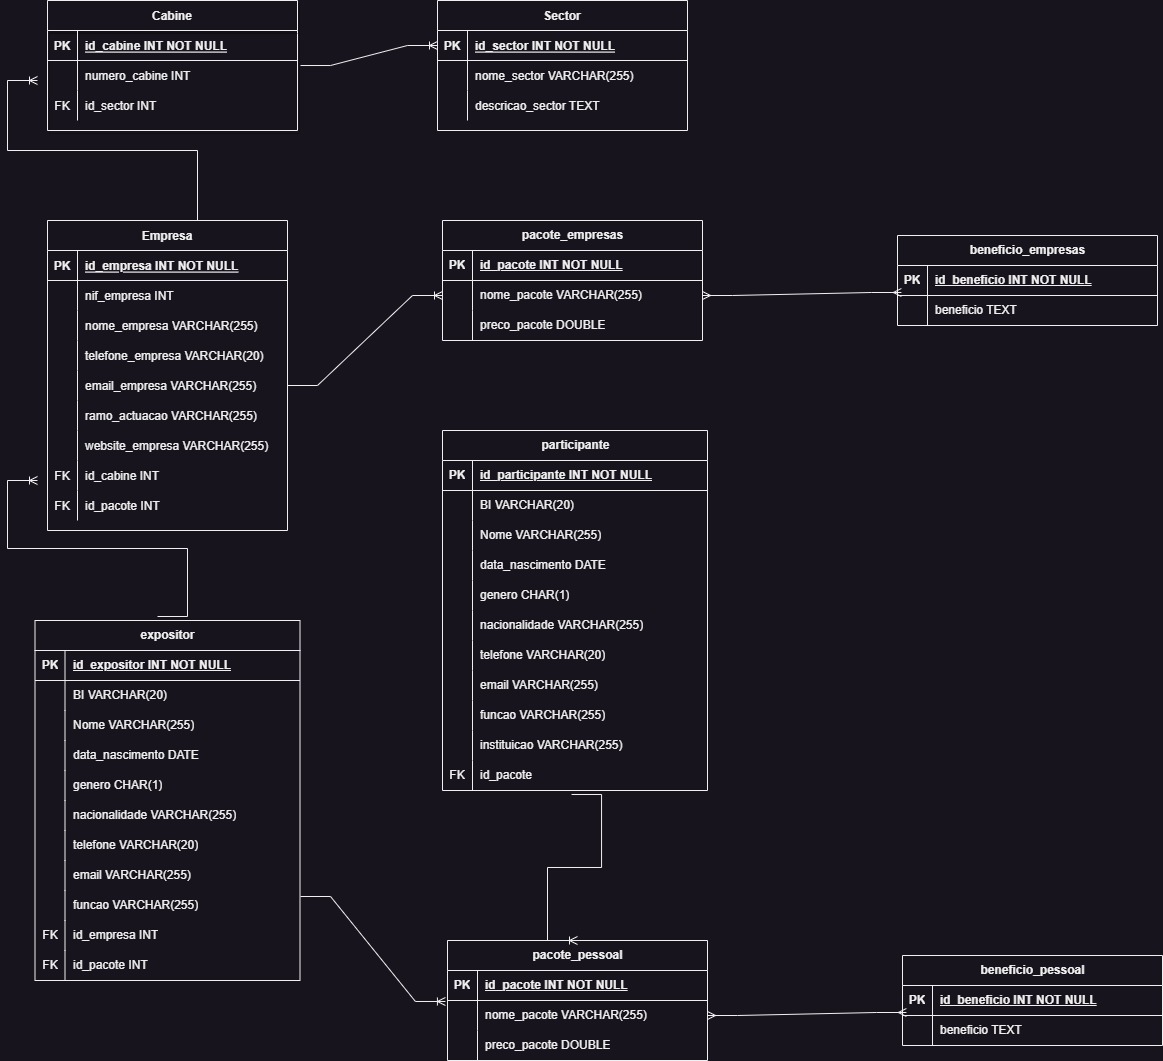 Cabine
PK id_cabine INT NOT NULL
numero_cabine INT
FK id_sector INT
Sector
PK id_sector INT NOT NULL
nome_sector VARCHAR(255)
descricao_sector TEXT
Empresa
PK id_empresa INT NOT NULL
nif_empresa INT
nome_empresa VARCHAR(255)
telefone_empresa VARCHAR(20)
email_empresa VARCHAR(255)
ramo_actuacao VARCHAR(255)
website_empresa VARCHAR(255)
FK id_cabine INT
FK id_pacote INT
pacote_empresas
PK id_pacote INT NOT NULL
nome_pacote VARCHAR(255)
preco_pacote DOUBLE
beneficio_empresas
PK id_beneficio INT NOT NULL
beneficio TEXT
participante
PK id_participante INT NOT NULL
BI VARCHAR(20)
Nome VARCHAR(255)
data_nascimento DATE
genero CHAR(1)
nacionalidade VARCHAR(255)
telefone VARCHAR(20)
email VARCHAR(255)
funcao VARCHAR(255)
instituicao VARCHAR(255)
FK id_pacote
expositor
PK id_expositor INT NOT NULL
BI VARCHAR(20)
Nome VARCHAR(255)
data_nascimento DATE
genero CHAR(1)
nacionalidade VARCHAR(255)
telefone VARCHAR(20)
email VARCHAR(255)
funcao VARCHAR(255)
FK id_empresa INT
FK id_pacote INT
pacote_pessoal
PK id_pacote INT NOT NULL
nome_pacote VARCHAR(255)
preco_pacote DOUBLE
beneficio_pessoal
PK id_beneficio INT NOT NULL
beneficio TEXT